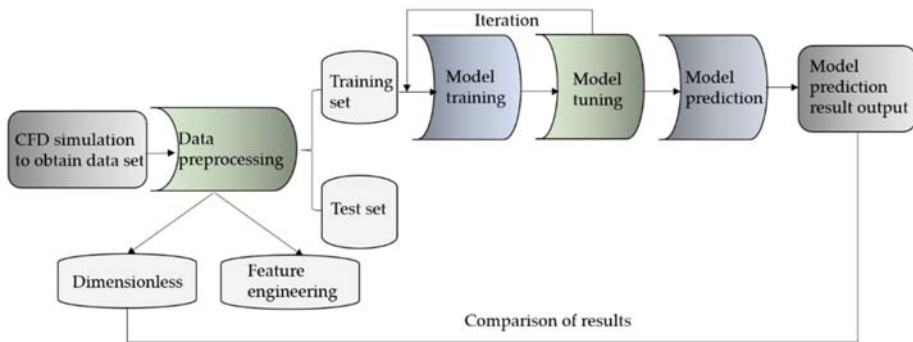 Iteration
Training
set
Model
training
Model
tuning
Model
prediction
Model
prediction
result output
CFD simulation
to obtain data set
Data
preprocessing
Test set
Dimensionless
Feature
engineering
Comparison of results